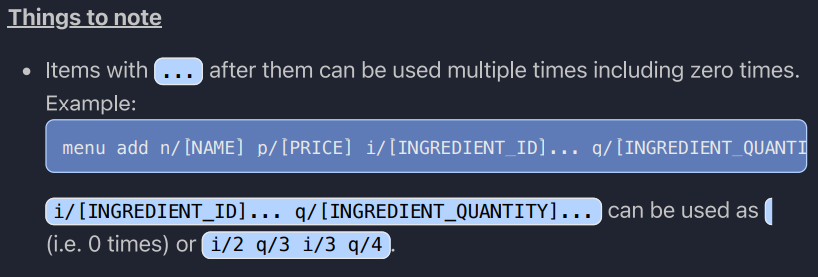 Things to note
• Items with ... after them can be used multiple times including zero times.
Example:
menu add n/[NAME] p/[PRICE] i/[INGREDIENT_ID]... q/[INGREDIENT_QUANTI
i/[INGREDIENT_ID]... q/[INGREDIENT_QUANTITY]... can be used as
(i.e. 0 times) or i/2 q/3 i/3 q/4.